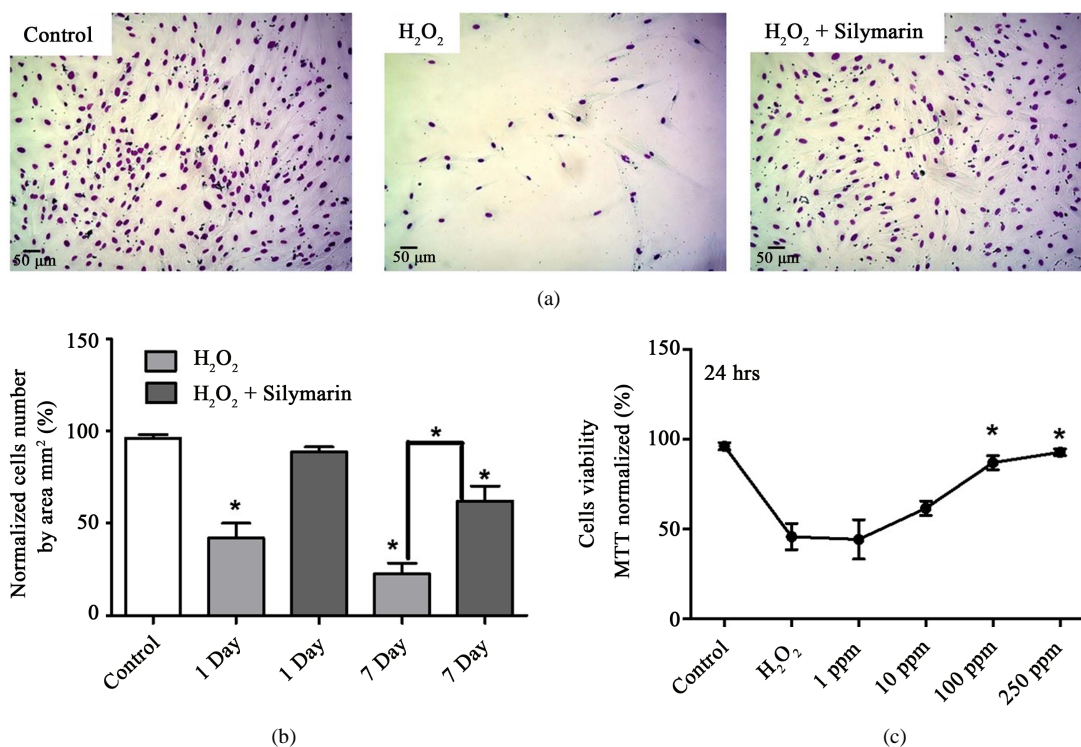 Control
H₂O₂
H₂O₂ + Silymarin
50 μm
50 μm
50 μm
(a)
150
100
50
0
Normalized cells number
by area mm² (%)
H₂O₂
H₂O₂ + Silymarin
*
*
*
*
Control
1 Day
1 Day
7 Day
7 Day
(b)
150
100
50
0
Cells viability
MTT normalized (%)
24 hrs
*
*
Control
H₂O₂
1 ppm
10 ppm
100 ppm
250 ppm
(c)